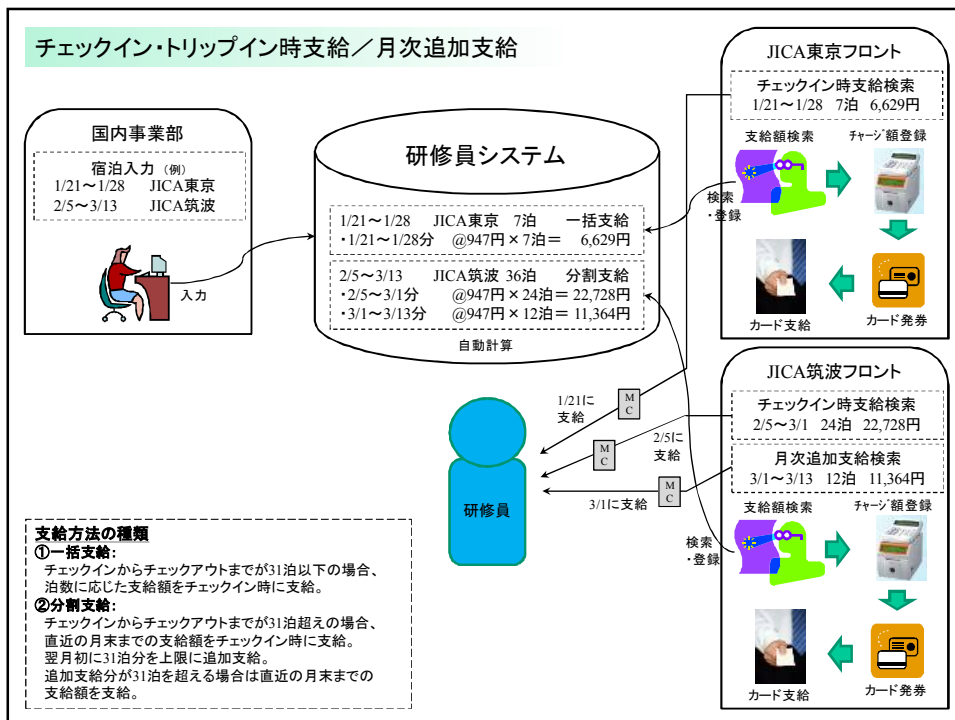 チェックイン・トリップイン時支給／月次追加支給
国内事業部
宿泊入力（例）
1/21～1/28 JICA東京
2/5～3/13 JICA筑波
入力
研修員システム
1/21～1/28 JICA東京 7泊 一括支給
・1/21～1/28分 @947円×7泊＝ 6,629円
2/5～3/13 JICA筑波 36泊 分割支給
・2/5～3/1分 @947円×24泊＝22,728円
・3/1～3/13分 @947円×12泊＝11,364円
自動計算
JICA東京フロント
チェックイン時支給検索
1/21～1/28 7泊 6,629円
支給額検索
ﾁｬｰｼﾞ額登録
検索
・登録
カード支給
カード発券
JICA筑波フロント
チェックイン時支給検索
2/5～3/1 24泊 22,728円
月次追加支給検索
3/1～3/13 12泊 11,364円
支給額検索
ﾁｬｰｼﾞ額登録
検索
・登録
カード支給
カード発券
1/21に
支給
MC
2/5に
支給
MC
3/1に支給
MC
研修員
支給方法の種類
①一括支給：
チェックインからチェックアウトまでが31泊以下の場合、
泊数に応じた支給額をチェックイン時に支給。
②分割支給：
チェックインからチェックアウトまでが31泊超えの場合、
直近の月末までの支給額をチェックイン時に支給。
翌月初に31泊分を上限に追加支給。
追加支給分が31泊を超える場合は直近の月末までの
支給額を支給。